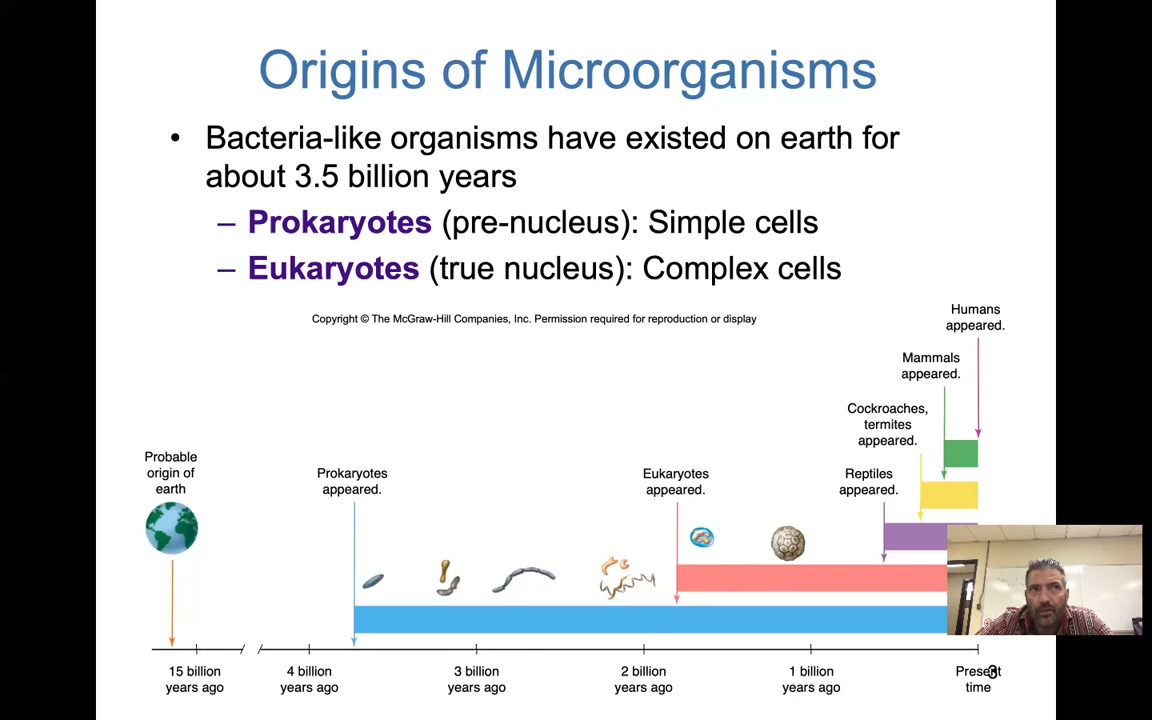 Origins of Microorganisms
• Bacteria-like organisms have existed on earth for
about 3.5 billion years
– Prokaryotes (pre-nucleus): Simple cells
– Eukaryotes (true nucleus): Complex cells
Copyright © The McGraw-Hill Companies, Inc. Permission required for reproduction or display
Humans
appeared.
Mammals
appeared.
Cockroaches,
termites
appeared.
Probable
origin of
earth
Prokaryotes
appeared.
Eukaryotes
appeared.
Reptiles
appeared.
15 billion
years ago
4 billion
years ago
3 billion
years ago
2 billion
years ago
1 billion
years ago
Present
time
3